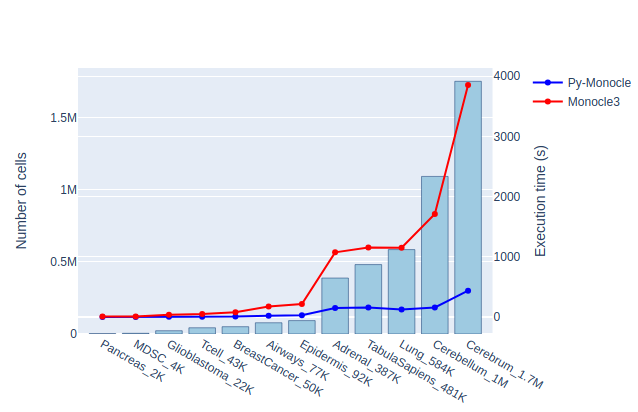 Number of cells
1.5M
1M
0.5M
0
4000
3000
2000
1000
0
Execution time (s)
Py-Monocle
Monocle3
Pancreas_2K
MDSC_4K
Glioblastoma_22K
Tcell_43K
BreastCancer_50K
Airways_77K
Epidermis_92K
Adrenal_387K
TabulaSapiens_481K
Lung_584K
Cerebellum_1M
Cerebrum_1.7M